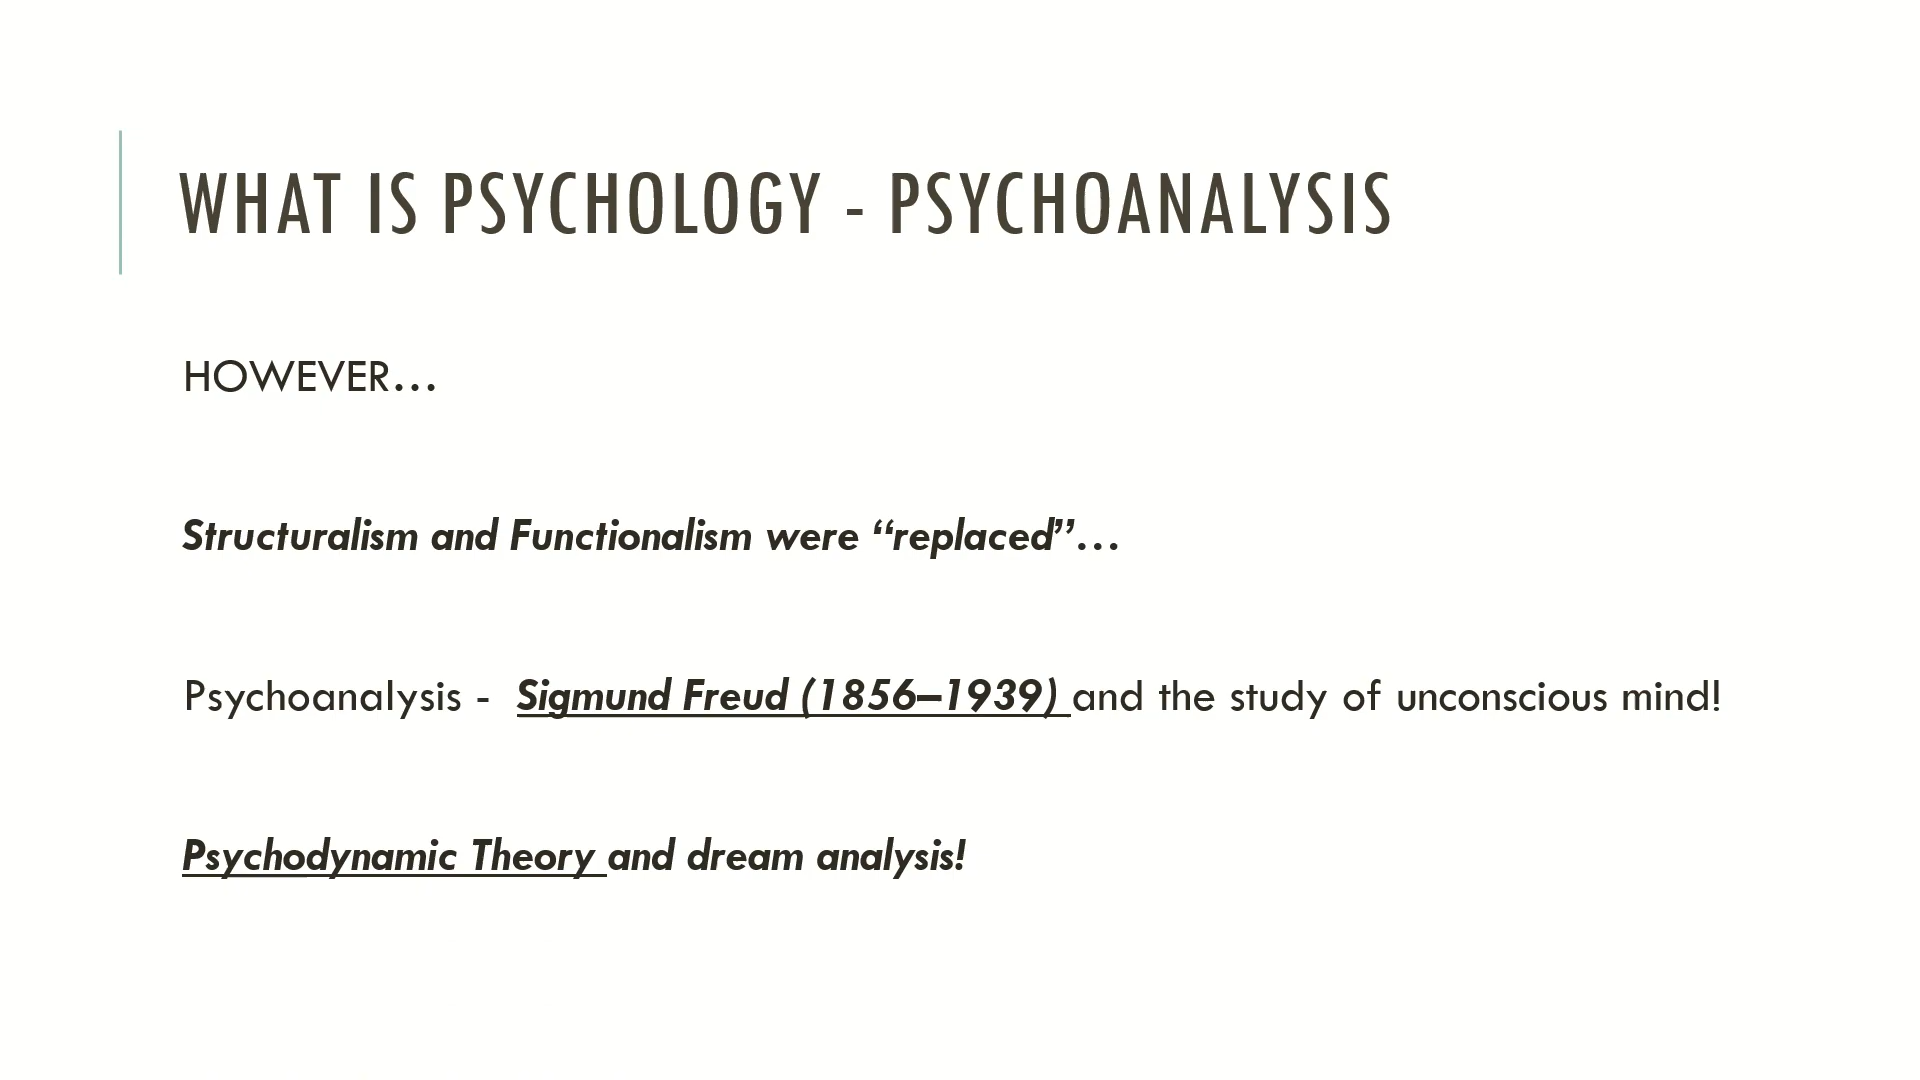 WHAT IS PSYCHOLOGY - PSYCHOANALYSIS
HOWEVER…
Structuralism and Functionalism were “replaced”…
Psychoanalysis - Sigmund Freud (1856–1939) and the study of unconscious mind!
Psychodynamic Theory and dream analysis!